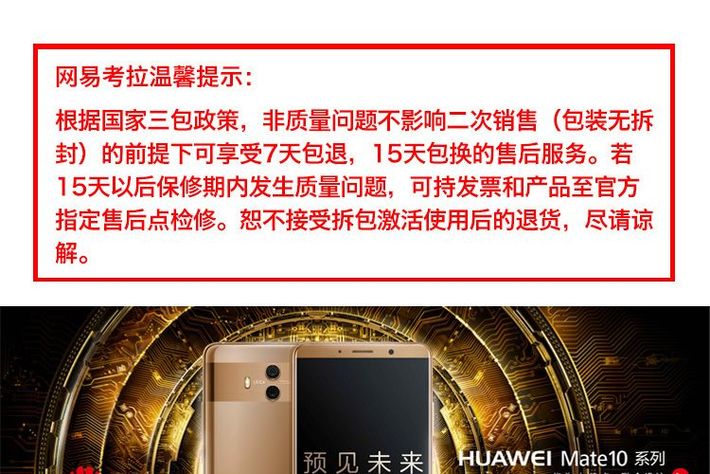 网易考拉温馨提示：
根据国家三包政策，非质量问题不影响二次销售（包装无拆
封）的前提下可享受7天包退，15天包换的售后服务。若
15天以后保修期内发生质量问题，可持发票和产品至官方
指定售后点检修。恕不接受拆包激活使用后的退货，尽请谅
解。
LEICA
预见未来
HUAWEI Mate10 系列